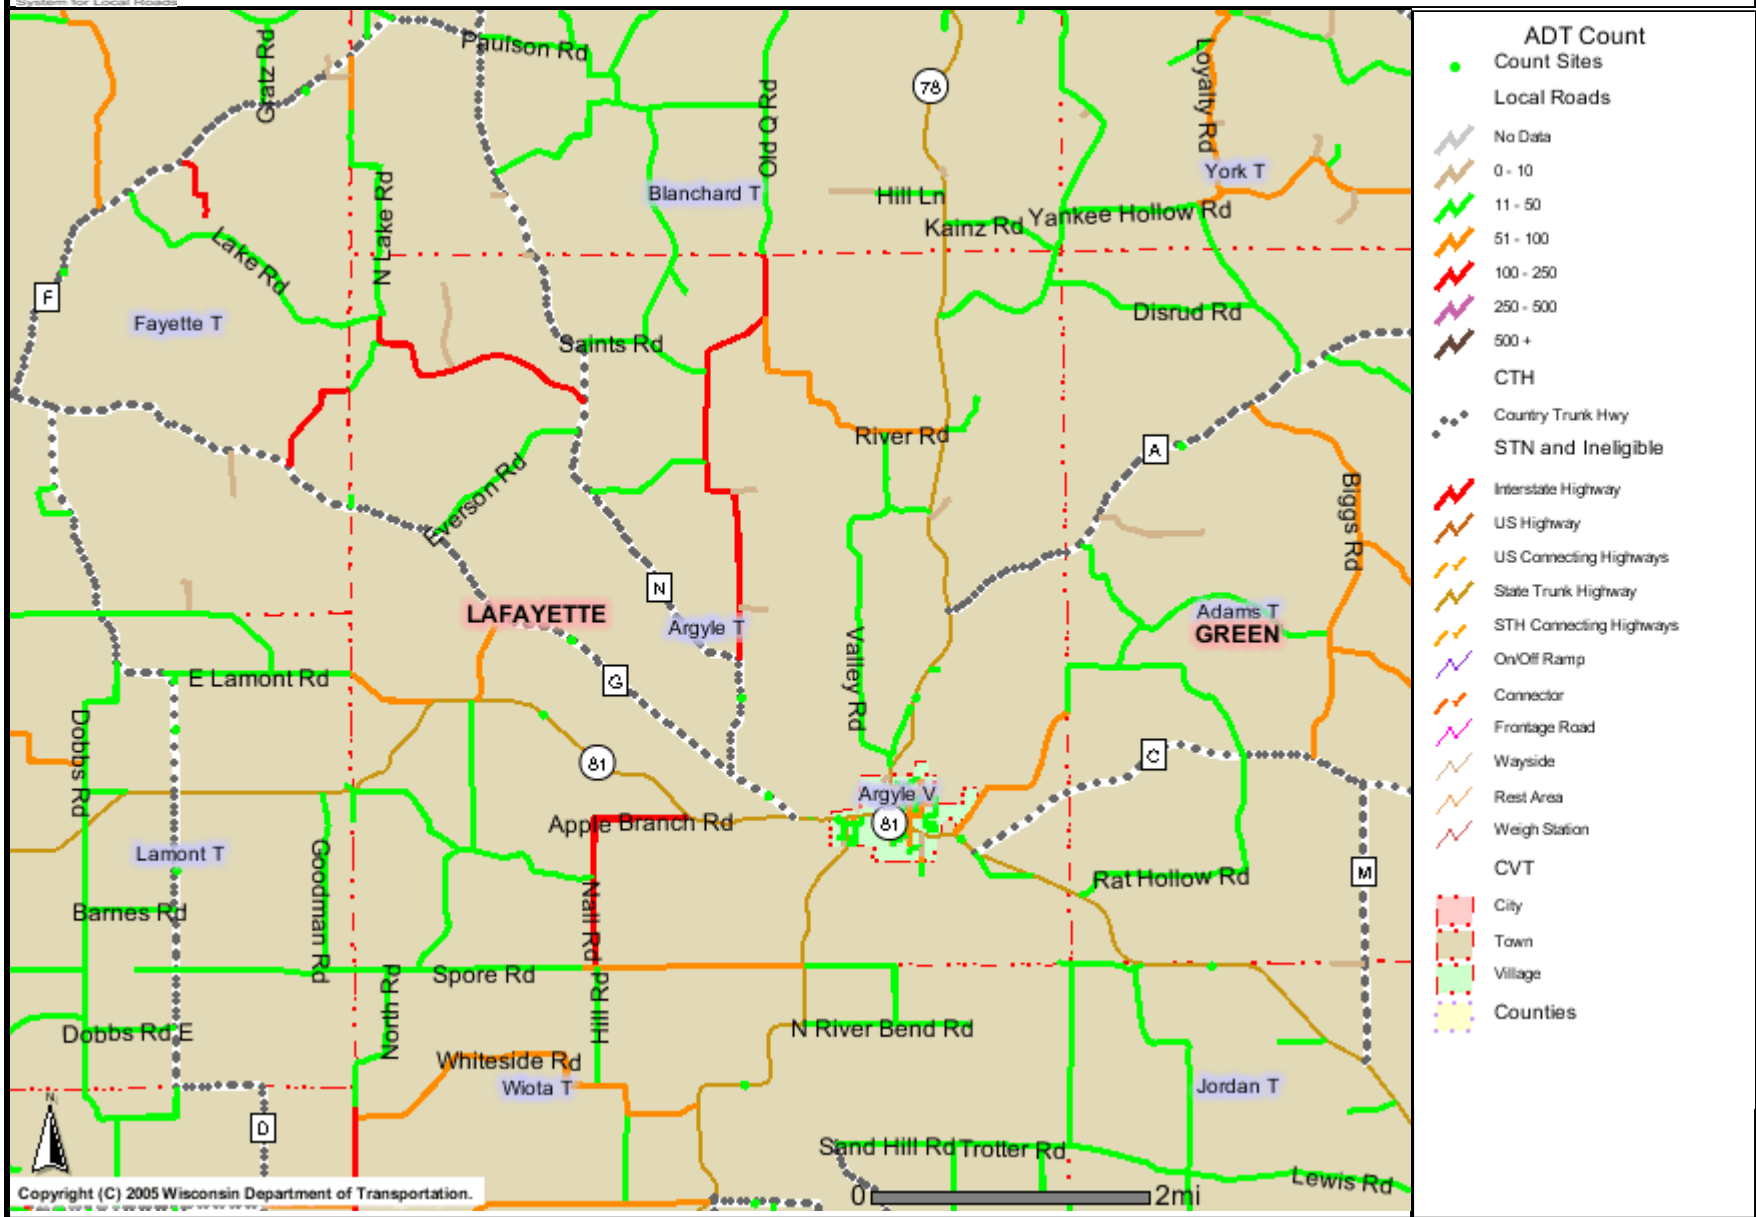 System for Local Roads
Gratz Rd
Paulson Rd
Old Q Rd
78
Loyalty Rd
York T
Blanchard T
Hill Ln
Kainz Rd
Yankee Hollow Rd
N Lake Rd
Lake Rd
F
Fayette T
Saints Rd
Disrud Rd
River Rd
A
Everson Rd
Biggs Rd
N
LAFAYETTE
Argyle T
Adams T
GREEN
Valley Rd
E Lamont Rd
G
Dobbs Rd
81
C
Argyle V
81
Apple Branch Rd
Lamont T
Goodman Rd
Nall Rd
Rat Hollow Rd
M
Barnes Rd
Spore Rd
North Rd
Hill Rd
N River Bend Rd
Dobbs Rd E
Whiteside Rd
Wiota T
Jordan T
N
D
Sand Hill Rd
Trotter Rd
Lewis Rd
Copyright (C) 2005 Wisconsin Department of Transportation.
0 2mi
ADT Count
Count Sites
Local Roads
No Data
0 - 10
11 - 50
51 - 100
100 - 250
250 - 500
500 +
CTH
Country Trunk Hwy
STN and Ineligible
Interstate Highway
US Highway
US Connecting Highways
State Trunk Highway
STH Connecting Highways
On/Off Ramp
Connector
Frontage Road
Wayside
Rest Area
Weigh Station
CVT
City
Town
Village
Counties